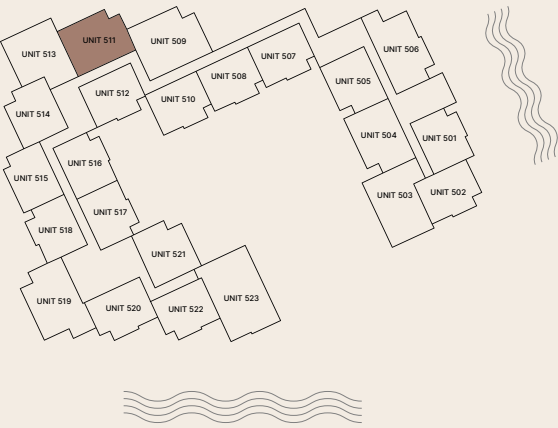 UNIT 511
UNIT 509
UNIT 513
UNIT 506
UNIT 507
UNIT 508
UNIT 505
UNIT 512
UNIT 510
UNIT 514
UNIT 504
UNIT 501
UNIT 516
UNIT 515
UNIT 503
UNIT 502
UNIT 517
UNIT 518
UNIT 521
UNIT 519
UNIT 523
UNIT 520
UNIT 522